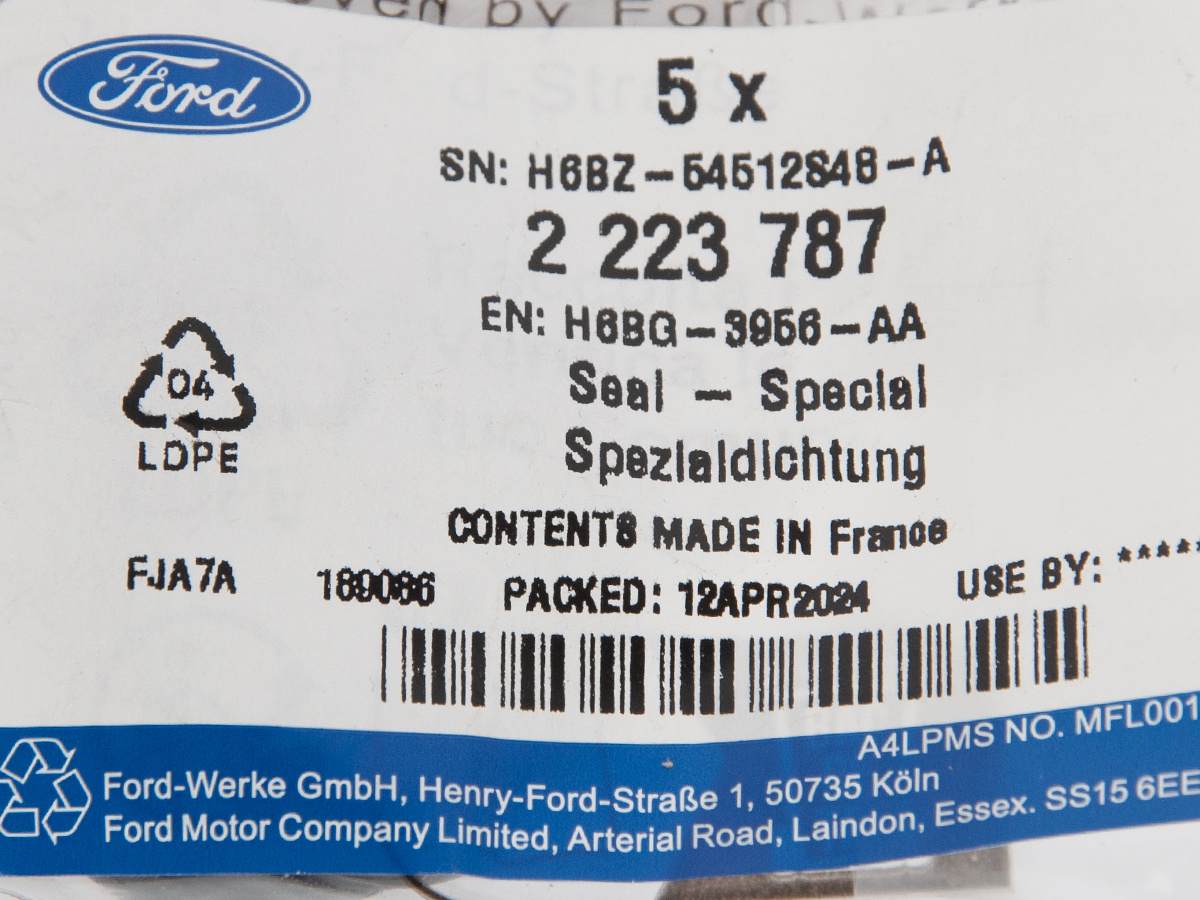 Ford
5 x
SN: H6BZ-54512S48-A
2 223 787
EN: H6BG-3956-AA
Seal - Special
Spezialdichtung
04
LDPE
CONTENTS MADE IN France
FJA7A 189086 PACKED: 12APR2024 USE BY: *****
A4LPMS NO. MFL001
Ford-Werke GmbH, Henry-Ford-Straße 1, 50735 Köln
Ford Motor Company Limited, Arterial Road, Laindon, Essex. SS15 6EE